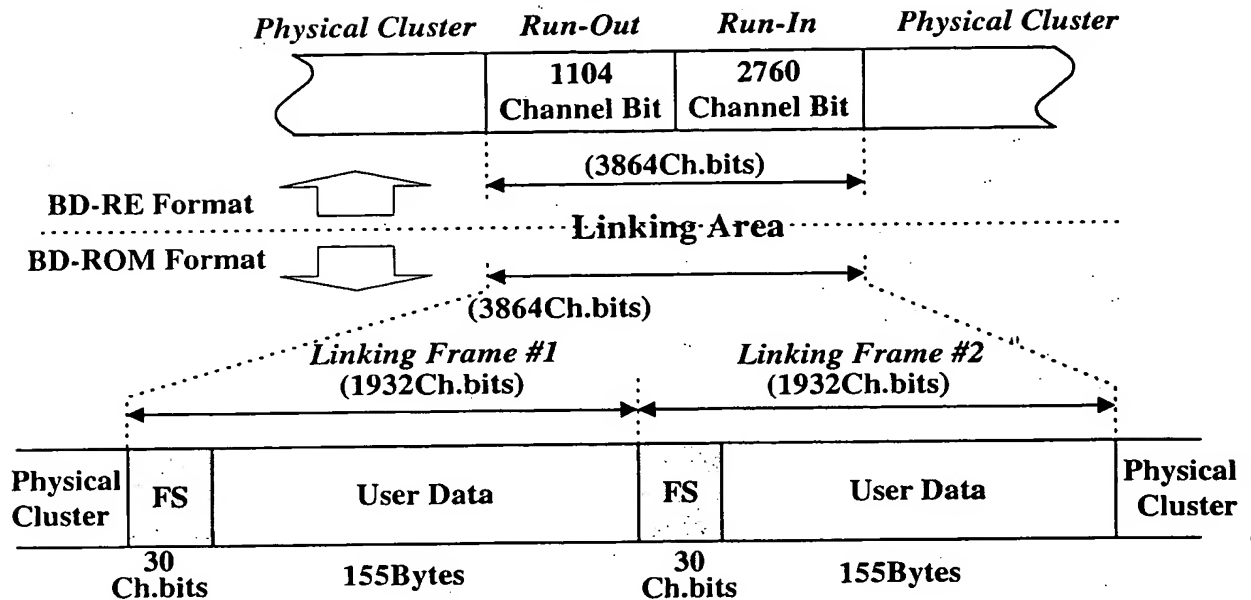 Physical Cluster Run-Out Run-In Physical Cluster
1104 Channel Bit
2760 Channel Bit
(3864Ch.bits)
BD-RE Format
Linking Area
BD-ROM Format
(3864Ch.bits)
Linking Frame #1
(1932Ch.bits)
Linking Frame #2
(1932Ch.bits)
Physical Cluster
FS
User Data
FS
User Data
Physical Cluster
30 Ch.bits
155Bytes
30 Ch.bits
155Bytes